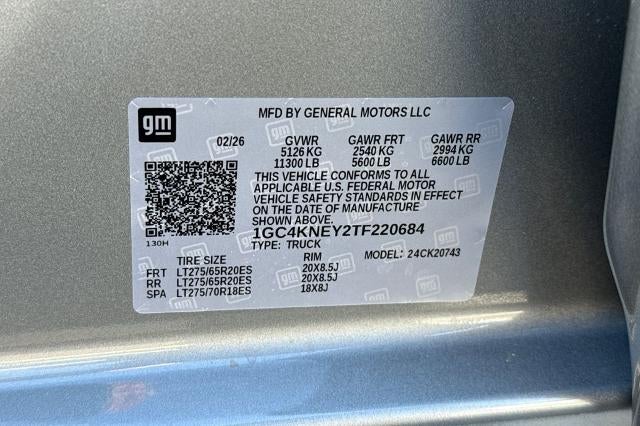 MFD BY GENERAL MOTORS LLC
gm
02/26 GVWR GAWR FRT GAWR RR
5126 KG 2540 KG 2994 KG
11300 LB 5600 LB 6600 LB
THIS VEHICLE CONFORMS TO ALL
APPLICABLE U.S. FEDERAL MOTOR
VEHICLE SAFETY STANDARDS IN EFFECT
ON THE DATE OF MANUFACTURE
SHOWN ABOVE.
130H
1GC4KNEY2TF220684
TYPE: TRUCK MODEL: 24CK20743
TIRE SIZE RIM
FRT LT275/65R20ES 20X8.5J
RR LT275/65R20ES 20X8.5J
SPA LT275/70R18ES 18X8J